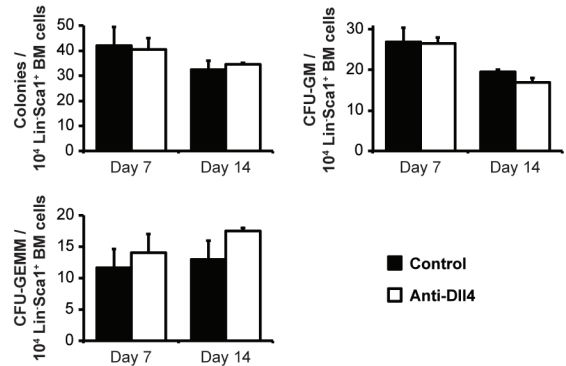 Colonies /
10⁴ Lin⁻Sca1⁺ BM cells
50
40
30
20
10
0
Day 7 Day 14
CFU-GM /
10⁴ Lin⁻Sca1⁺ BM cells
30
20
10
0
Day 7 Day 14
CFU-GEMM /
10⁴ Lin⁻Sca1⁺ BM cells
20
15
10
5
0
Day 7 Day 14
Control
Anti-Dll4